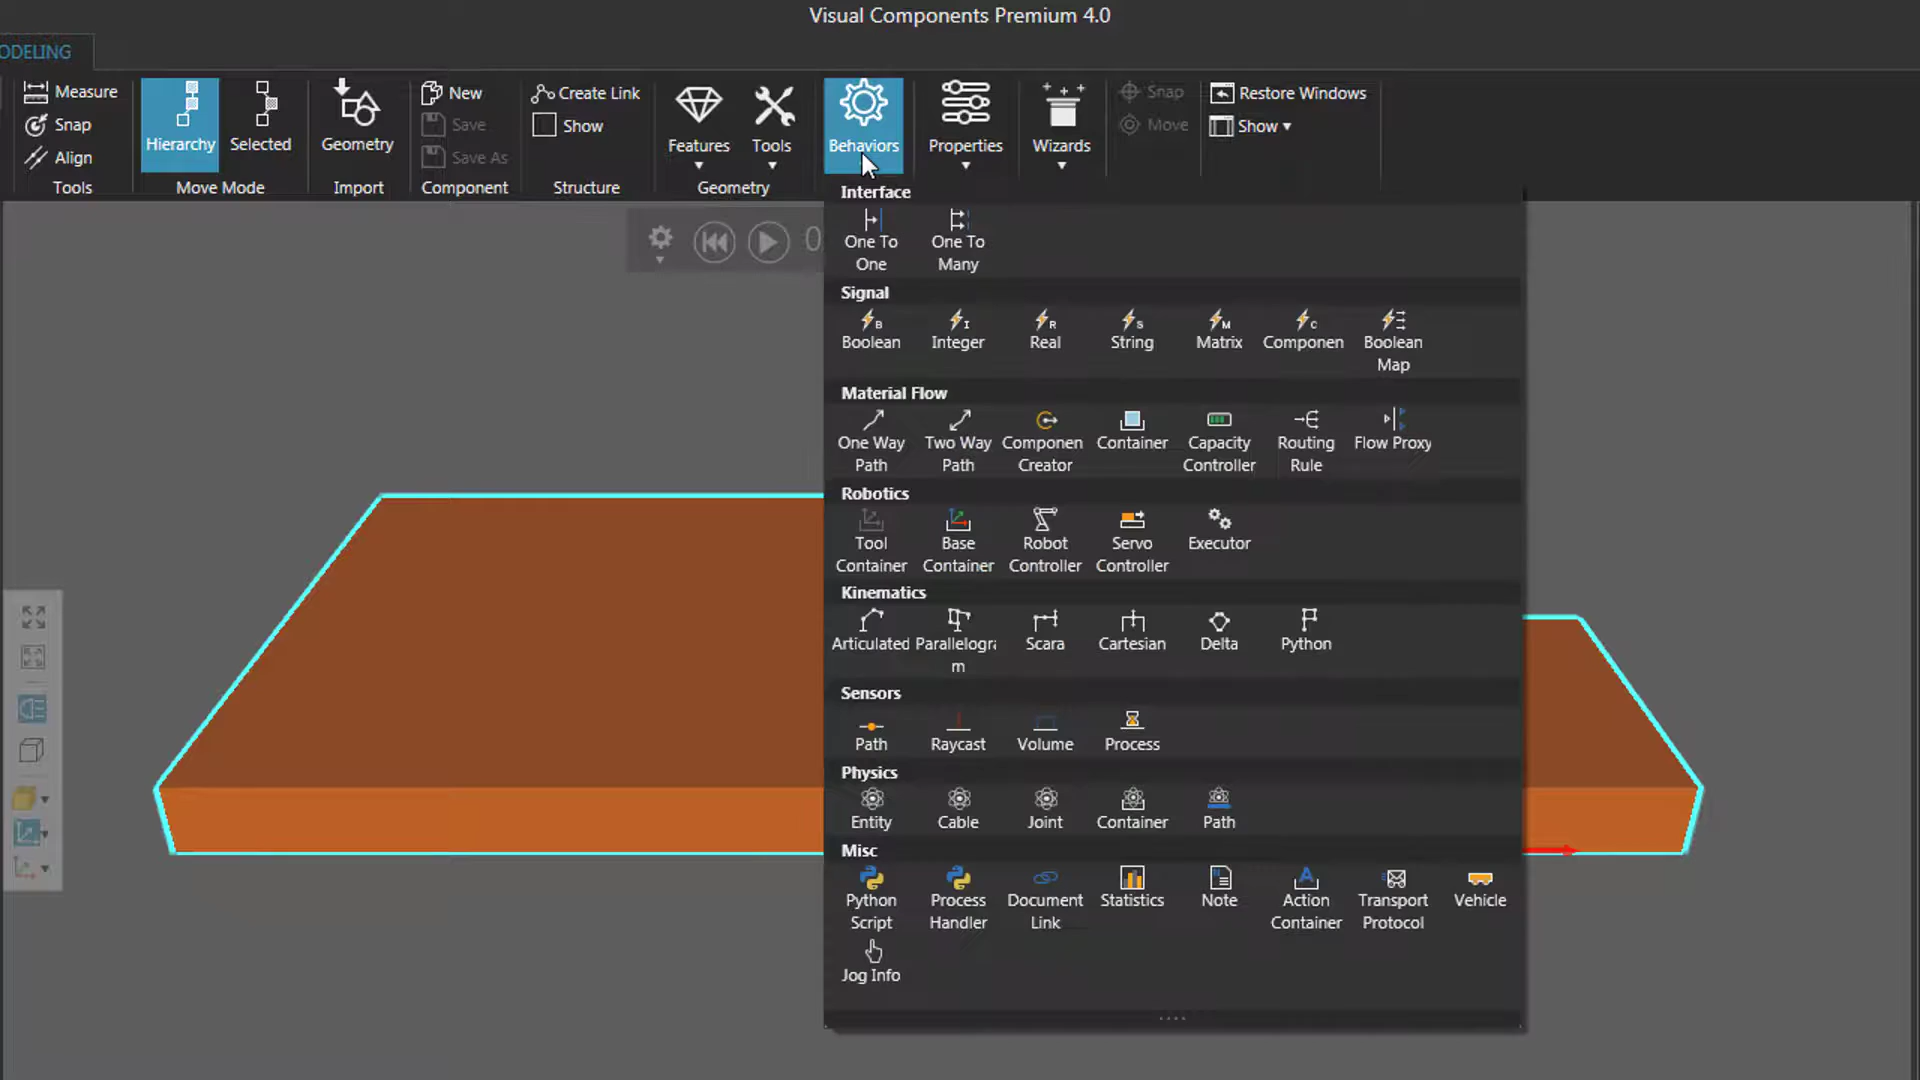 Visual Components Premium 4.0
ODELING
Measure
Snap
Align
Tools
Hierarchy
Selected
Move Mode
Geometry
Import
New
Save
Save As
Component
Create Link
Show
Structure
Features
Tools
Geometry
Behaviors
Properties
Wizards
Snap
Move
Restore Windows
Show
0
Interface
One To
One
One To
Many
Signal
Boolean
Integer
Real
String
Matrix
Componen
Boolean
Map
Material Flow
One Way
Path
Two Way
Path
Componen
Creator
Container
Capacity
Controller
Routing
Rule
Flow Proxy
Robotics
Tool
Container
Base
Container
Robot
Controller
Servo
Controller
Executor
Kinematics
Articulated
Parallelogra
m
Scara
Cartesian
Delta
Python
Sensors
Path
Raycast
Volume
Process
Physics
Entity
Cable
Joint
Container
Path
Misc
Python
Script
Process
Handler
Document
Link
Statistics
Note
Action
Container
Transport
Protocol
Vehicle
Jog Info